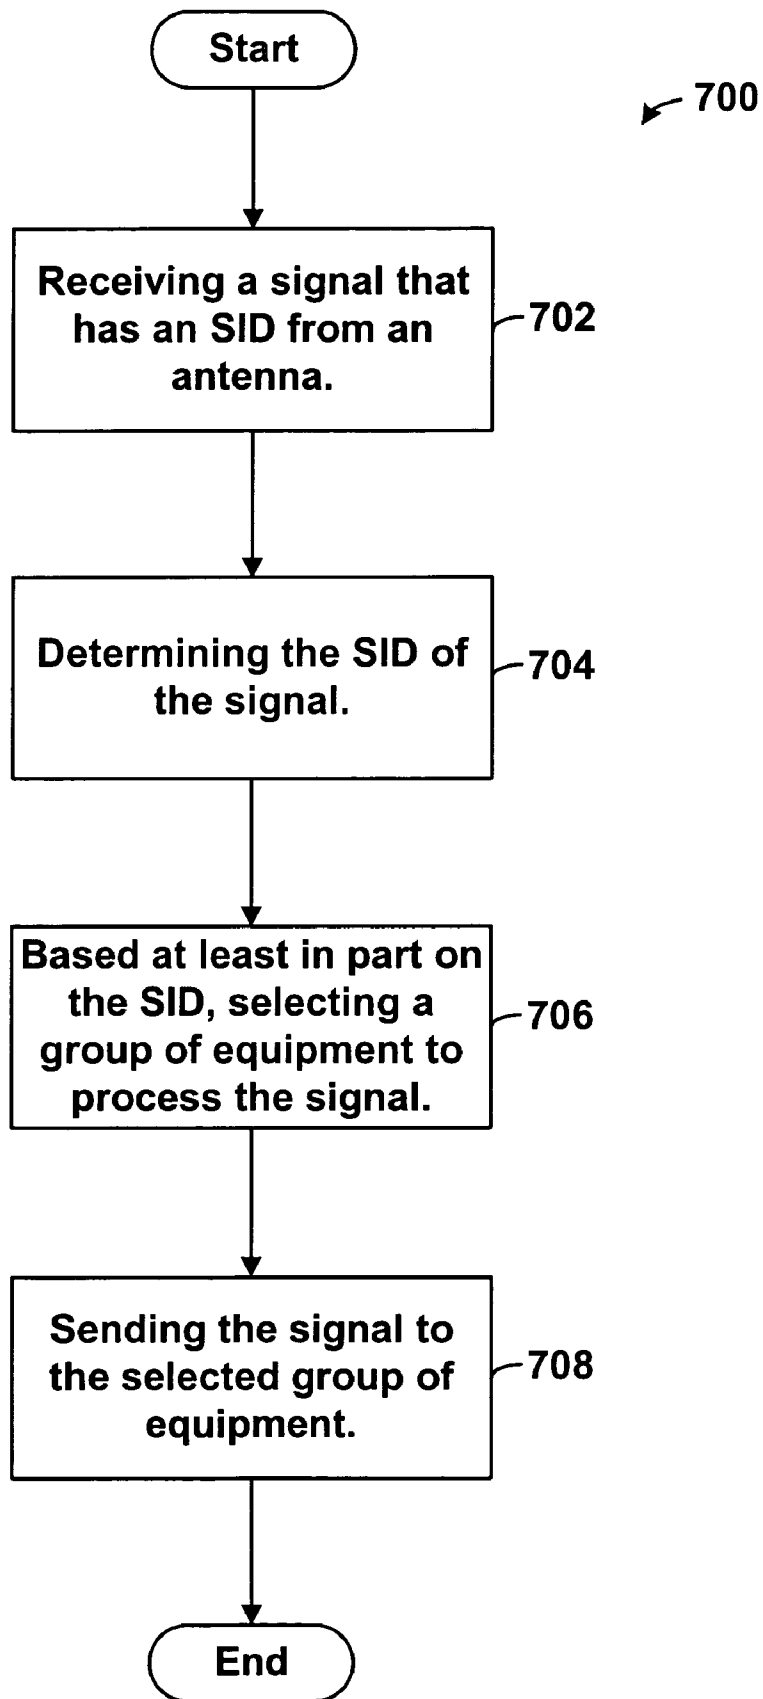 Start
700
Receiving a signal that
has an SID from an
antenna.
702
Determining the SID of
the signal.
704
Based at least in part on
the SID, selecting a
group of equipment to
process the signal.
706
Sending the signal to
the selected group of
equipment.
708
End